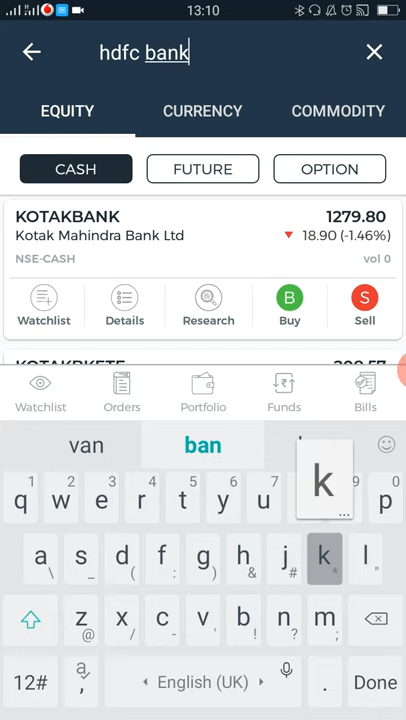 13:10
hdfc bank
EQUITY CURRENCY COMMODITY
CASH FUTURE OPTION
KOTAKBANK 1279.80
Kotak Mahindra Bank Ltd 18.90 (-1.46%)
NSE-CASH vol 0
Watchlist Details Research B Buy S Sell
Watchlist Orders Portfolio Funds Bills
van ban
k
...
1 2 3 4 5 6 7 9 0
q w e r t y u p
a s d f g h j k l
\ _ ( : ) & # * "
z x c v b n m
@ / - ' ! ? ;
12# , English (UK) . Done